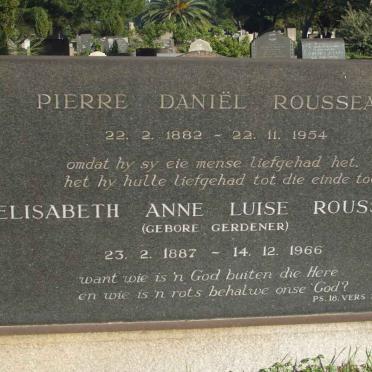 PIERRE DANIËL ROUSSEA
22. 2. 1882 - 22. 11. 1954
omdat hy sy eie mense liefgehad het.
het hy hulle liefgehad tot die einde toe
ELISABETH ANNE LUISE ROUSS
(GEBORE GERDENER)
23. 2. 1887 - 14. 12. 1966
want wie is 'n God buiten die Here
en wie is 'n rots behalwe onse God?
PS. 18. VERS